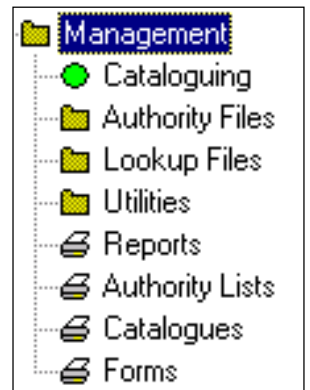 Management
Cataloguing
Authority Files
Lookup Files
Utilities
Reports
Authority Lists
Catalogues
Forms